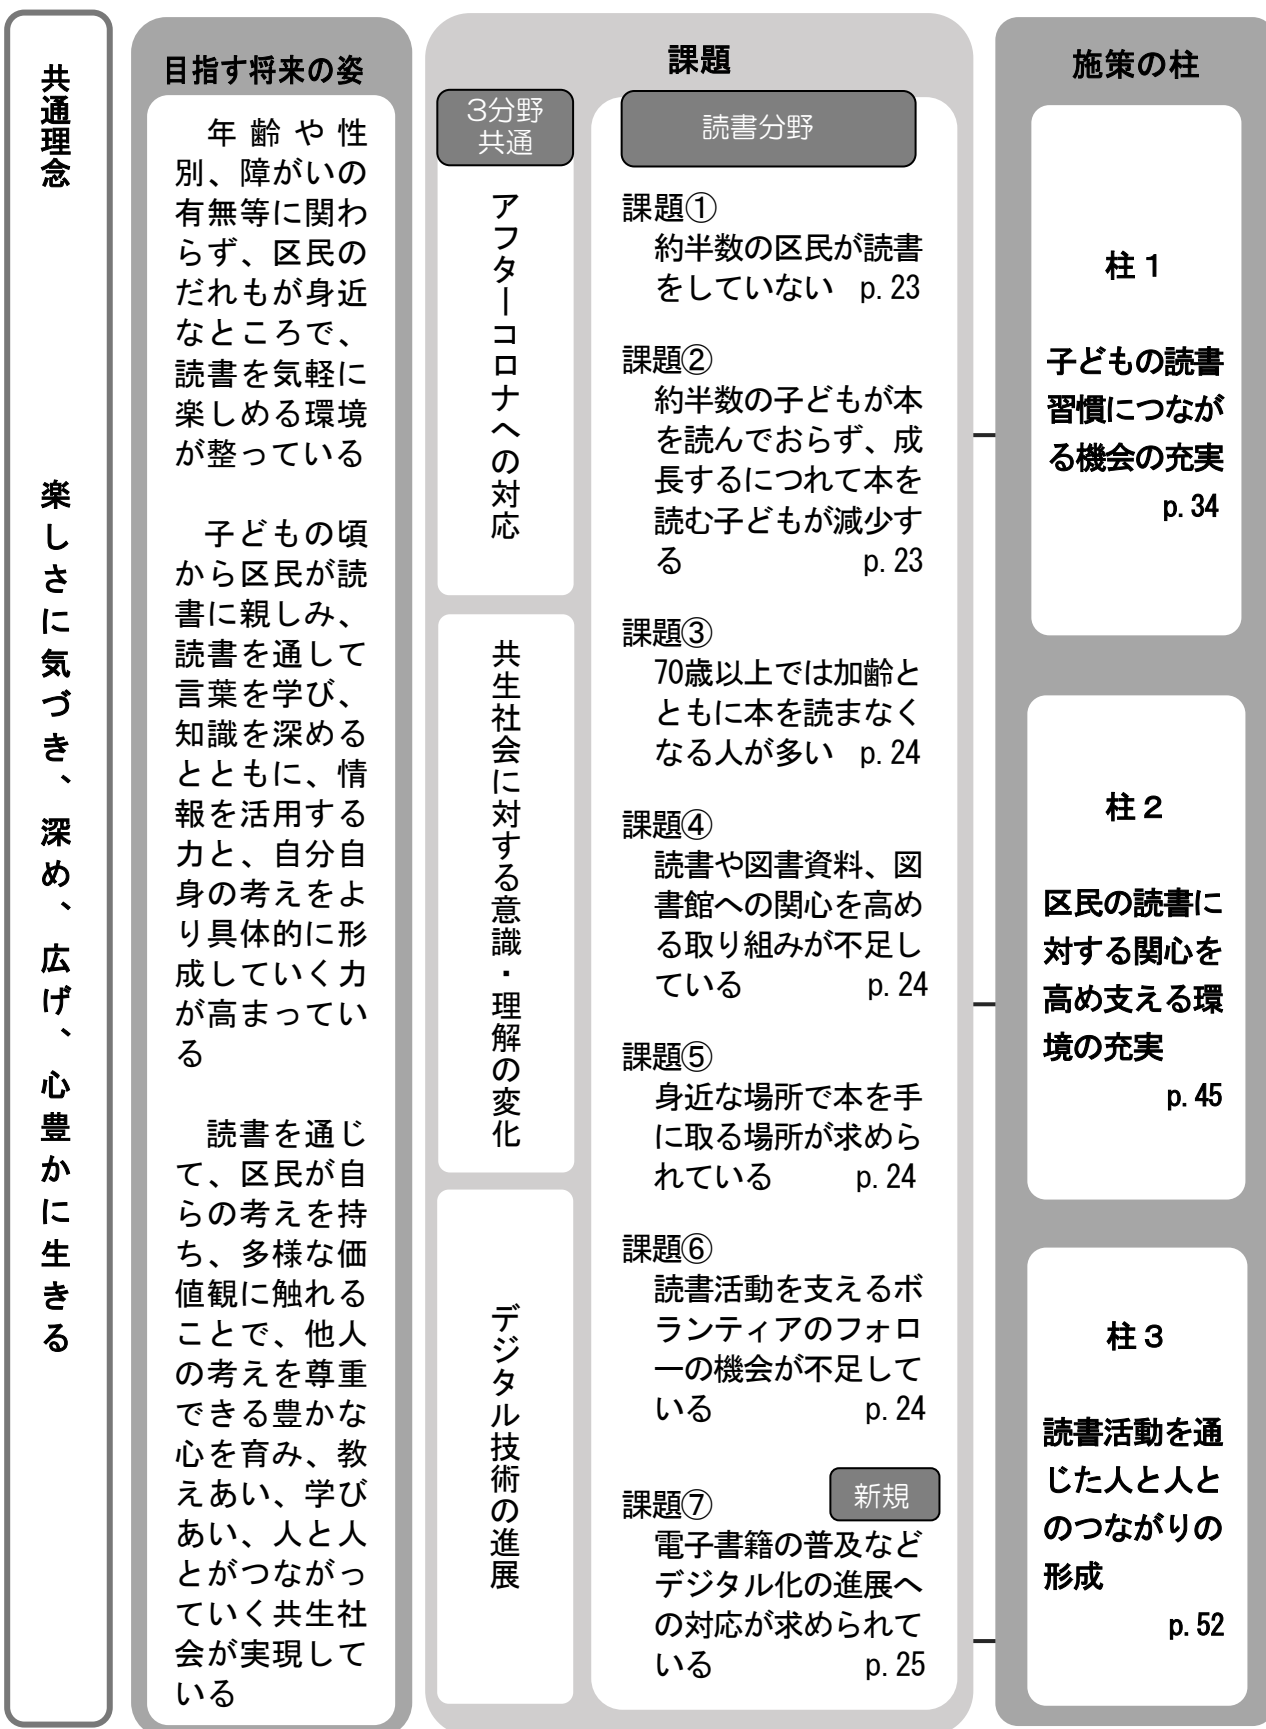 共通理念
楽しさに気づき、深め、広げ、心豊かに生きる
目指す将来の姿
年齢や性
別、障がいの
有無等に関わ
らず、区民の
だれもが身近
なところで、
読書を気軽に
楽しめる環境
が整っている
子どもの頃
から区民が読
書に親しみ、
読書を通して
言葉を学び、
知識を深める
とともに、情
報を活用する
力と、自分自
身の考えをよ
り具体的に形
成していく力
が高まってい
る
読書を通じ
て、区民が自
らの考えを持
ち、多様な価
値観に触れる
ことで、他人
の考えを尊重
できる豊かな
心を育み、教
えあい、学び
あい、人と人
とがつながっ
ていく共生社
会が実現して
いる
課題
3分野
共通
アフターコロナへの対応
共生社会に対する意識・理解の変化
デジタル技術の進展
読書分野
課題①
約半数の区民が読書
をしていない p.23
課題②
約半数の子どもが本
を読んでおらず、成
長するにつれて本を
読む子どもが減少す
る p.23
課題③
70歳以上では加齢と
ともに本を読まなく
なる人が多い p.24
課題④
読書や図書資料、図
書館への関心を高め
る取り組みが不足し
ている p.24
課題⑤
身近な場所で本を手
に取る場所が求めら
れている p.24
課題⑥
読書活動を支えるボ
ランティアのフォロ
ーの機会が不足して
いる p.24
課題⑦ 新規
電子書籍の普及など
デジタル化の進展へ
の対応が求められて
いる p.25
施策の柱
柱1
子どもの読書
習慣につなが
る機会の充実
p.34
柱2
区民の読書に
対する関心を
高め支える環
境の充実
p.45
柱3
読書活動を通
じた人と人と
のつながりの
形成
p.52